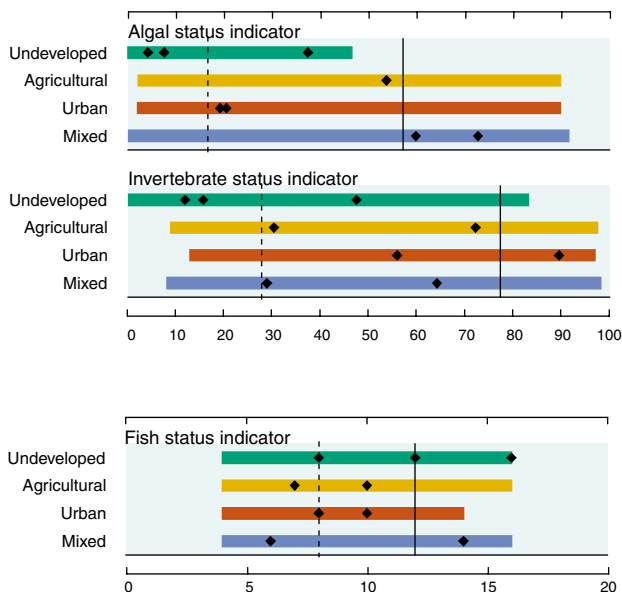 Algal status indicator
Undeveloped
Agricultural
Urban
Mixed
Invertebrate status indicator
Undeveloped
Agricultural
Urban
Mixed
0 10 20 30 40 50 60 70 80 90 100
Fish status indicator
Undeveloped
Agricultural
Urban
Mixed
0 5 10 15 20